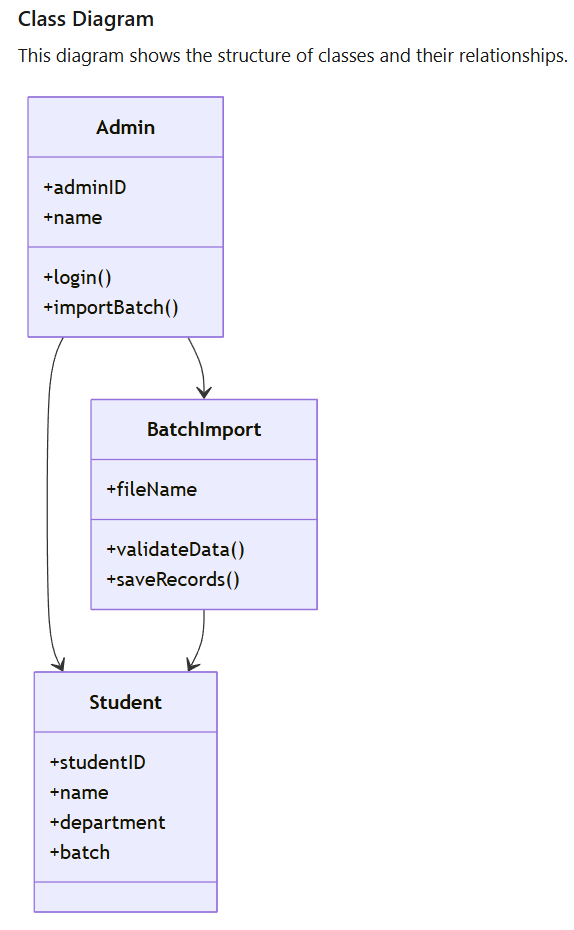 Class Diagram
This diagram shows the structure of classes and their relationships.
Admin
+adminID
+name
+login()
+importBatch()
BatchImport
+fileName
+validateData()
+saveRecords()
Student
+studentID
+name
+department
+batch